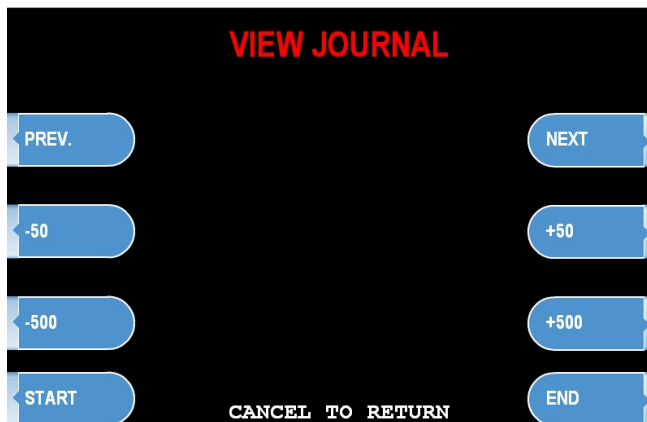 VIEW JOURNAL
PREV.
NEXT
-50
+50
-500
+500
START
END
CANCEL TO RETURN